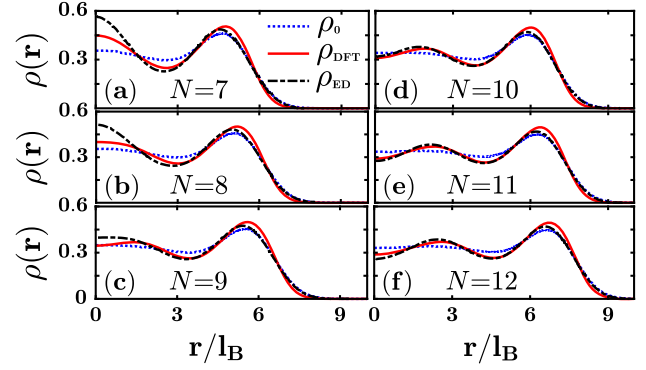 0.6
ρ(r)
0.3
(a) N=7
ρ₀
ρDFT
ρED
(d) N=10
0.6
ρ(r)
0.3
(b) N=8
(e) N=11
0.6
ρ(r)
0.3
(c) N=9
(f) N=12
0
0 3 6 9 0 3 6 9
r/lB r/lB